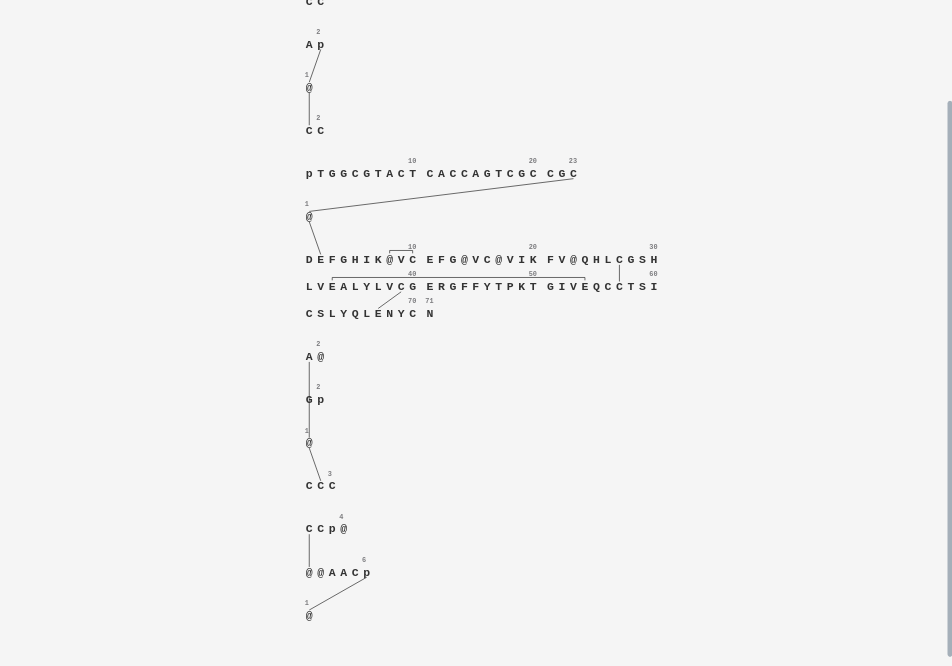 C C
2
A p
1
@
2
C C
10 20 23
p T G G C G T A C T C A C C A G T C G C C G C
1
@
10 20 30
D E F G H I K @ V C E F G @ V C @ V I K F V @ Q H L C G S H
40 50 60
L V E A L Y L V C G E R G F F Y T P K T G I V E Q C C T S I
70 71
C S L Y Q L E N Y C N
2
A @
2
G p
1
@
3
C C C
4
C C p @
6
@ @ A A C p
1
@